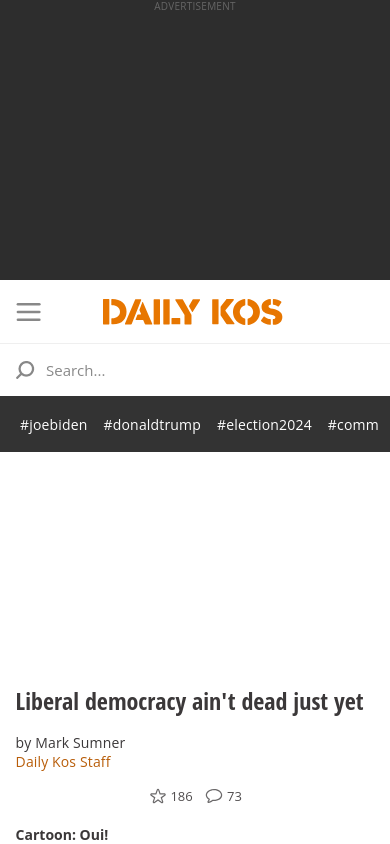 ADVERTISEMENT
DAILY KOS
Search...
#joebiden #donaldtrump #election2024 #comm
Liberal democracy ain't dead just yet
by Mark Sumner
Daily Kos Staff
186 73
Cartoon: Oui!